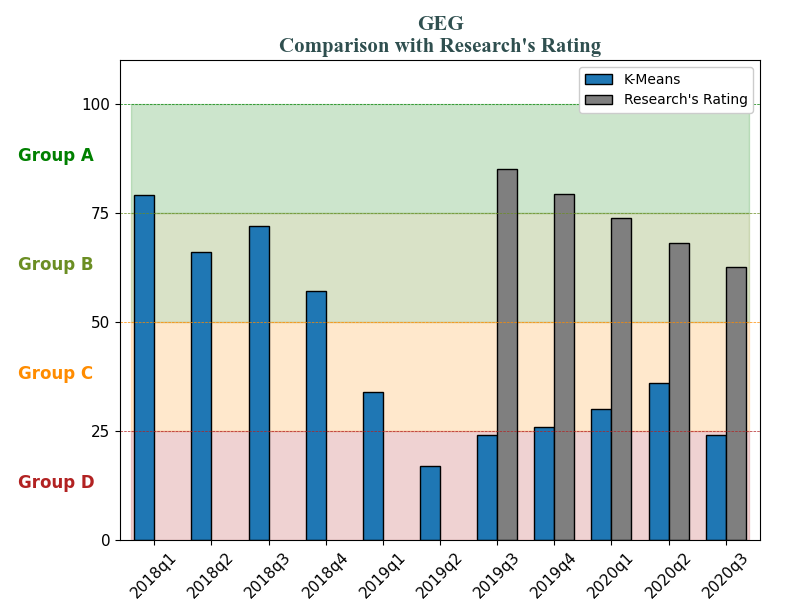 GEG
Comparison with Research's Rating
K-Means
Research's Rating
100
Group A
75
Group B
50
Group C
25
Group D
0
2018q1
2018q2
2018q3
2018q4
2019q1
2019q2
2019q3
2019q4
2020q1
2020q2
2020q3